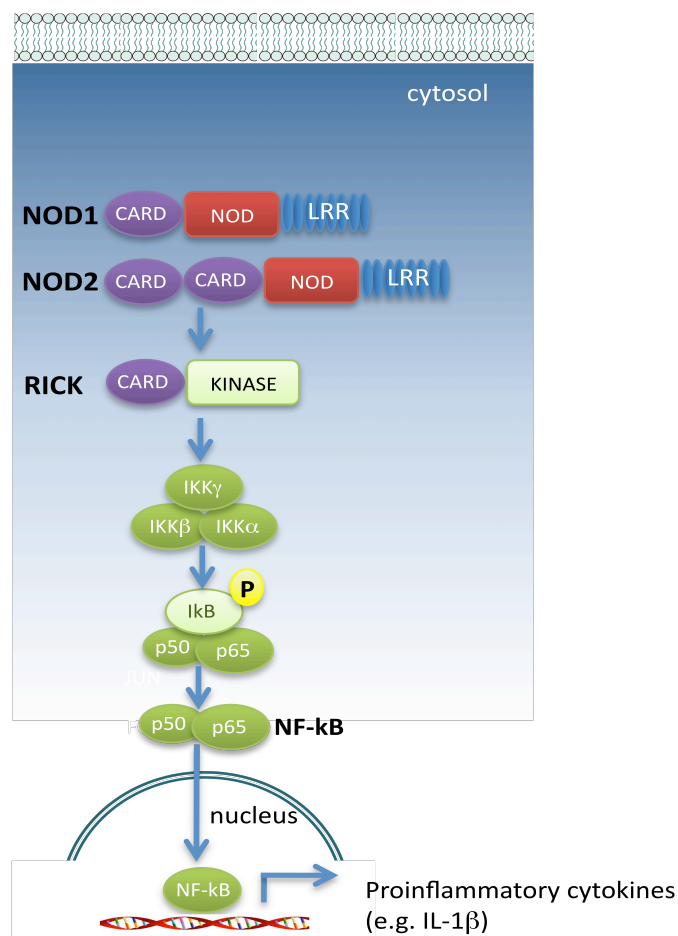 cytosol
NOD1 CARD NOD LRR
NOD2 CARD CARD NOD LRR
RICK CARD KINASE
IKKγ
IKKβ IKKα
P
IkB
p50 p65
JUN
p50 p65 NF-kB
nucleus
NF-kB
Proinflammatory cytokines
(e.g. IL-1β)